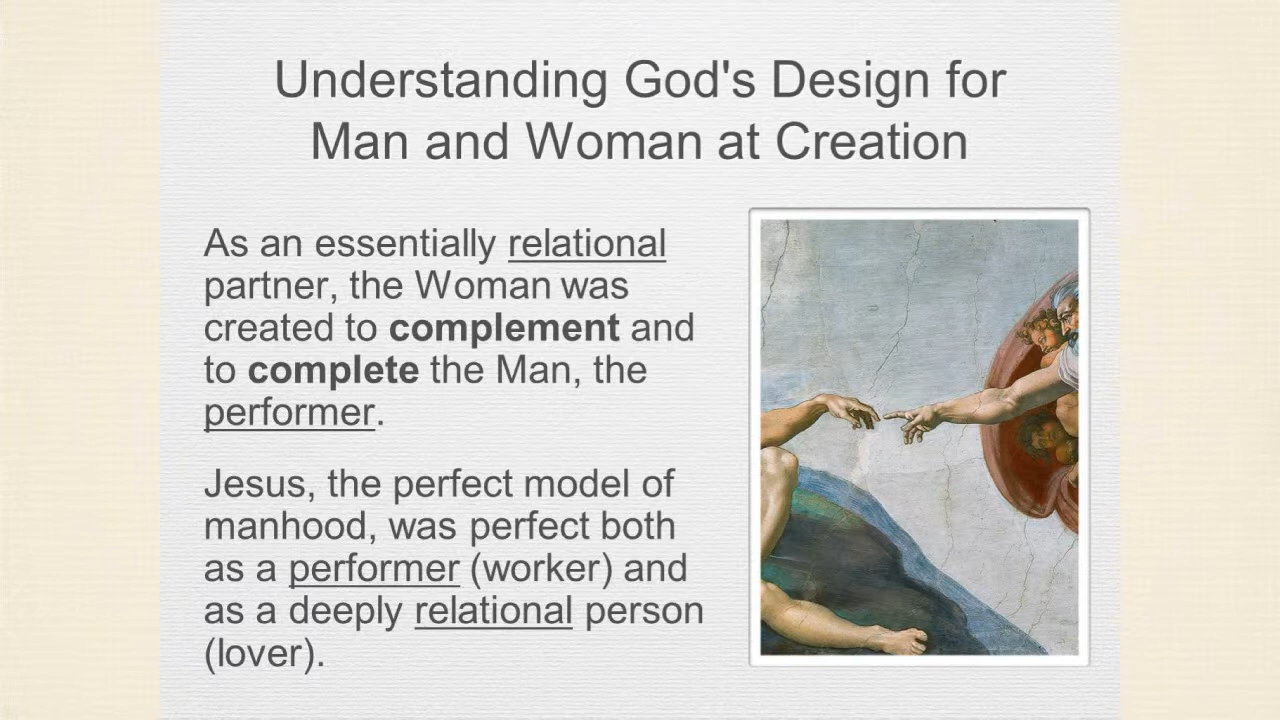 Understanding God's Design for
Man and Woman at Creation
As an essentially relational
partner, the Woman was
created to complement and
to complete the Man, the
performer.
Jesus, the perfect model of
manhood, was perfect both
as a performer (worker) and
as a deeply relational person
(lover).